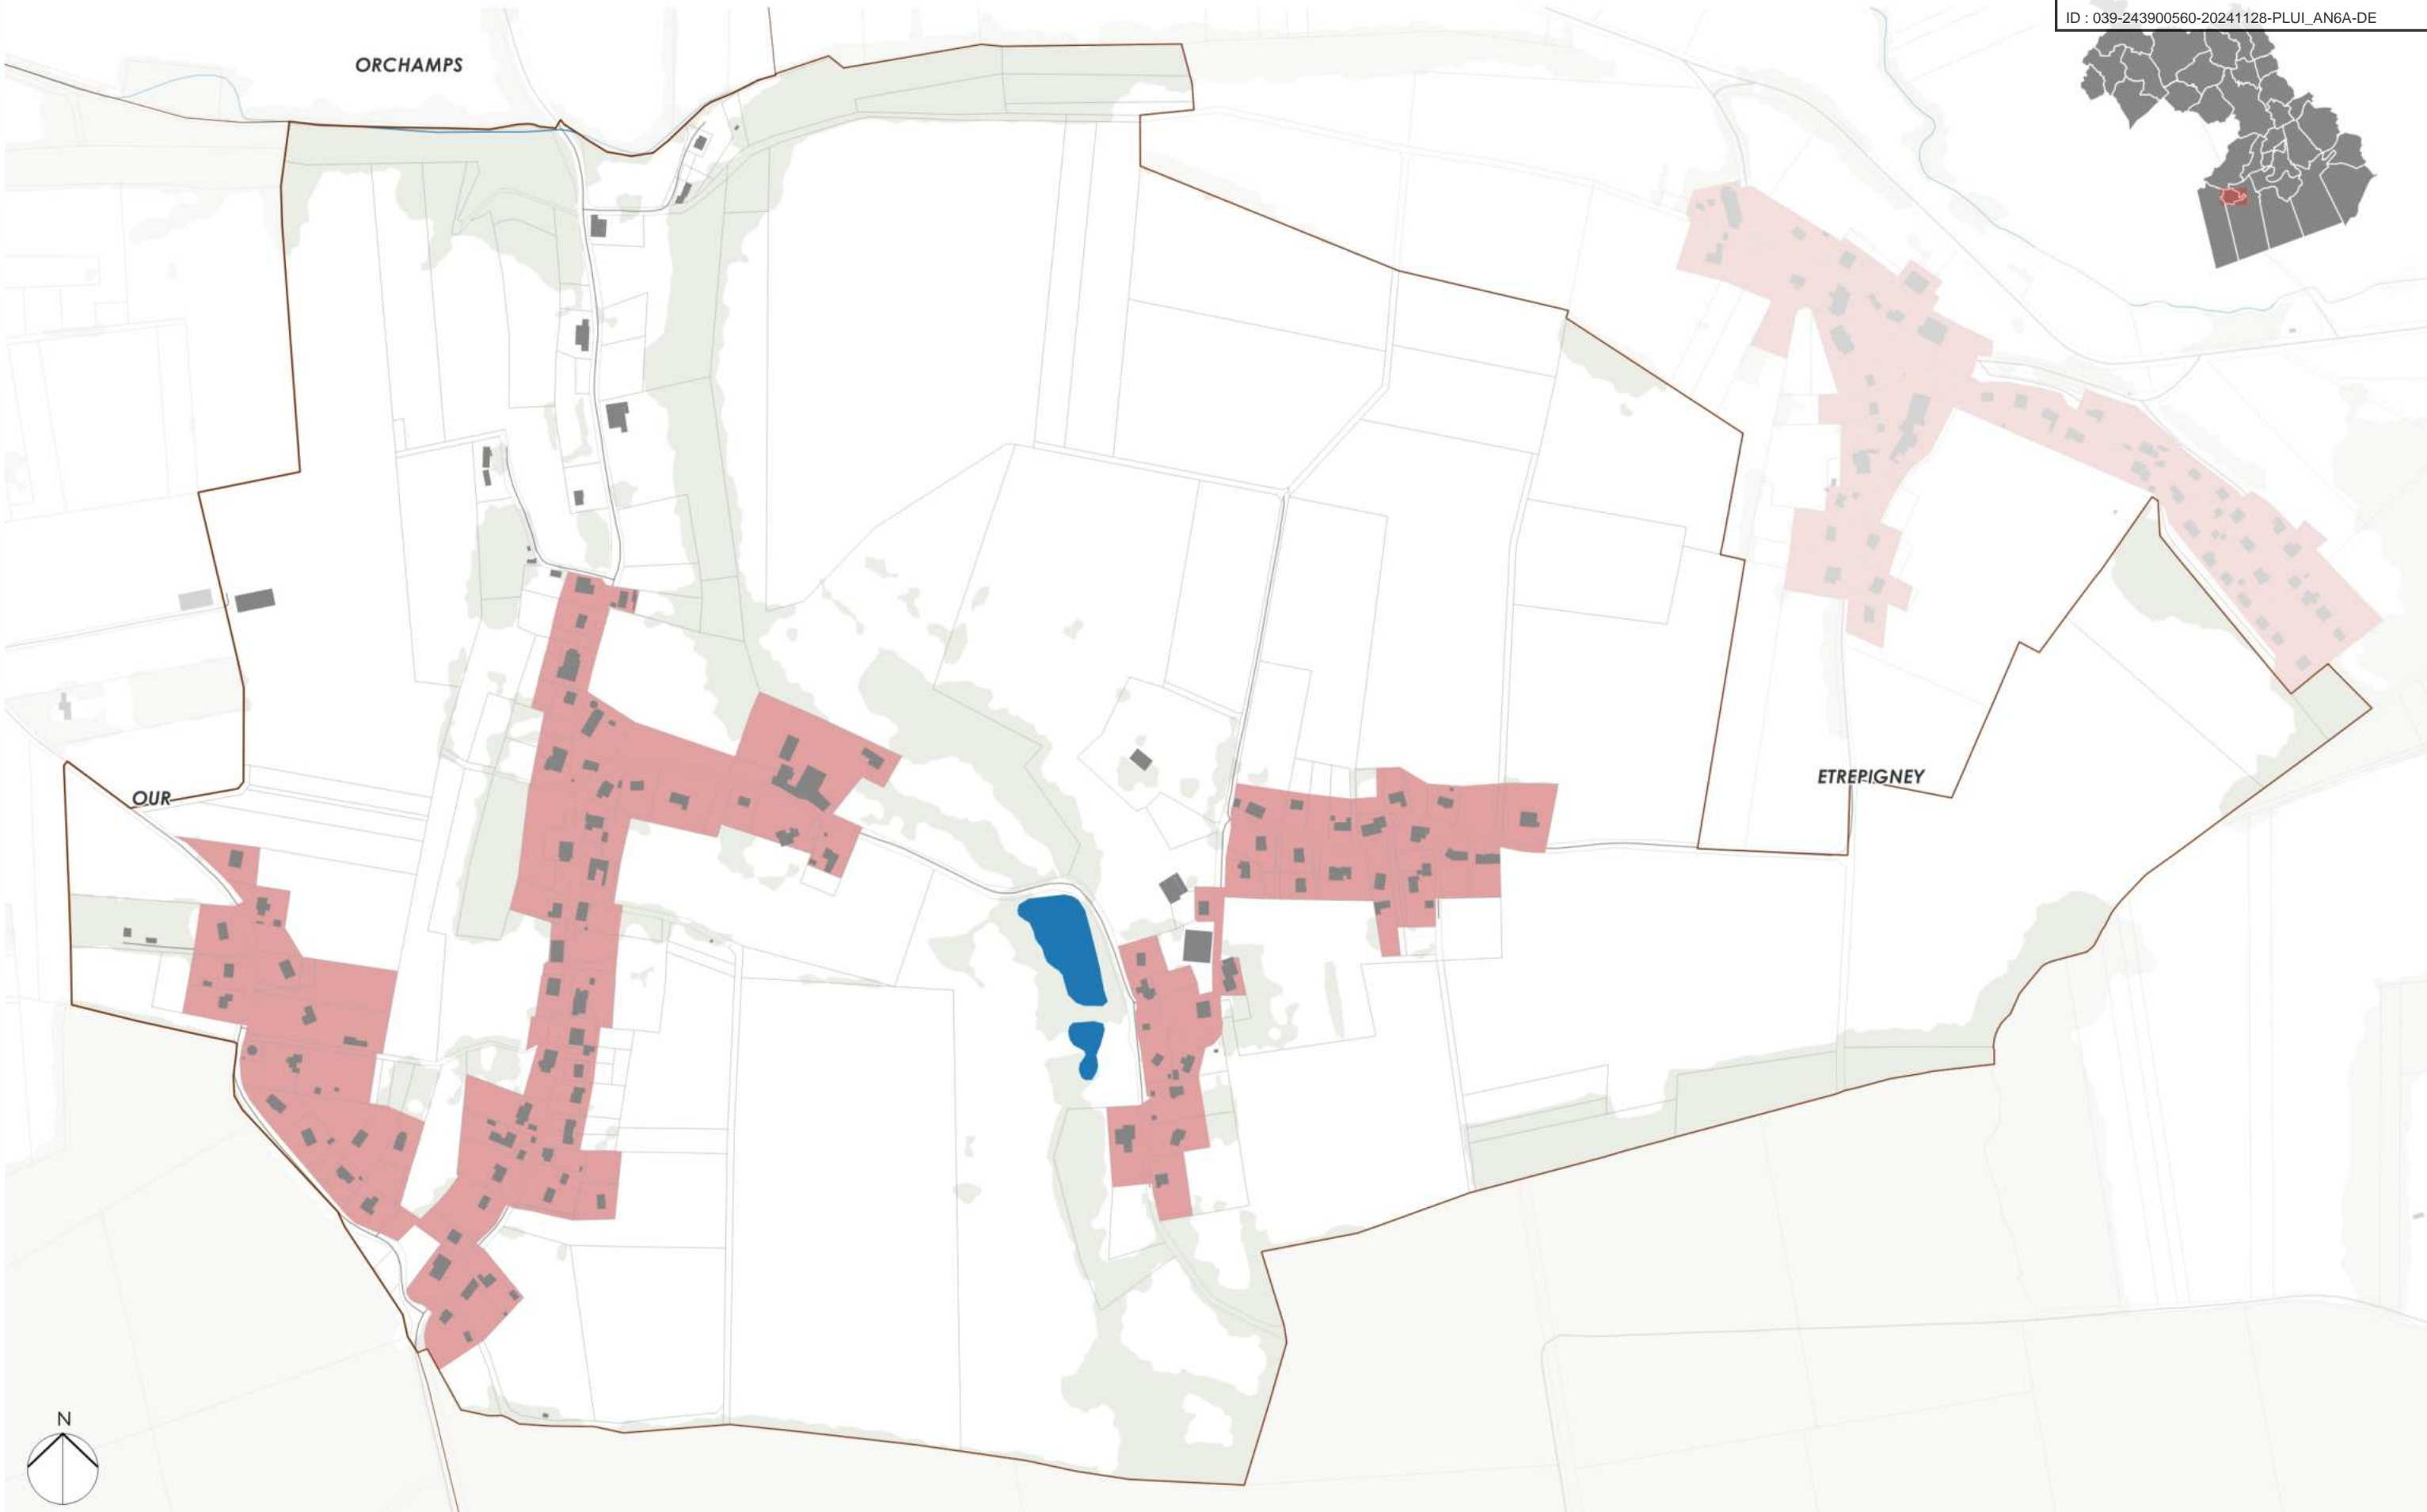 ID : 039-243900560-20241128-PLUI_AN6A-DE
ORCHAMPS
ETREPIGNEY
OUR
N